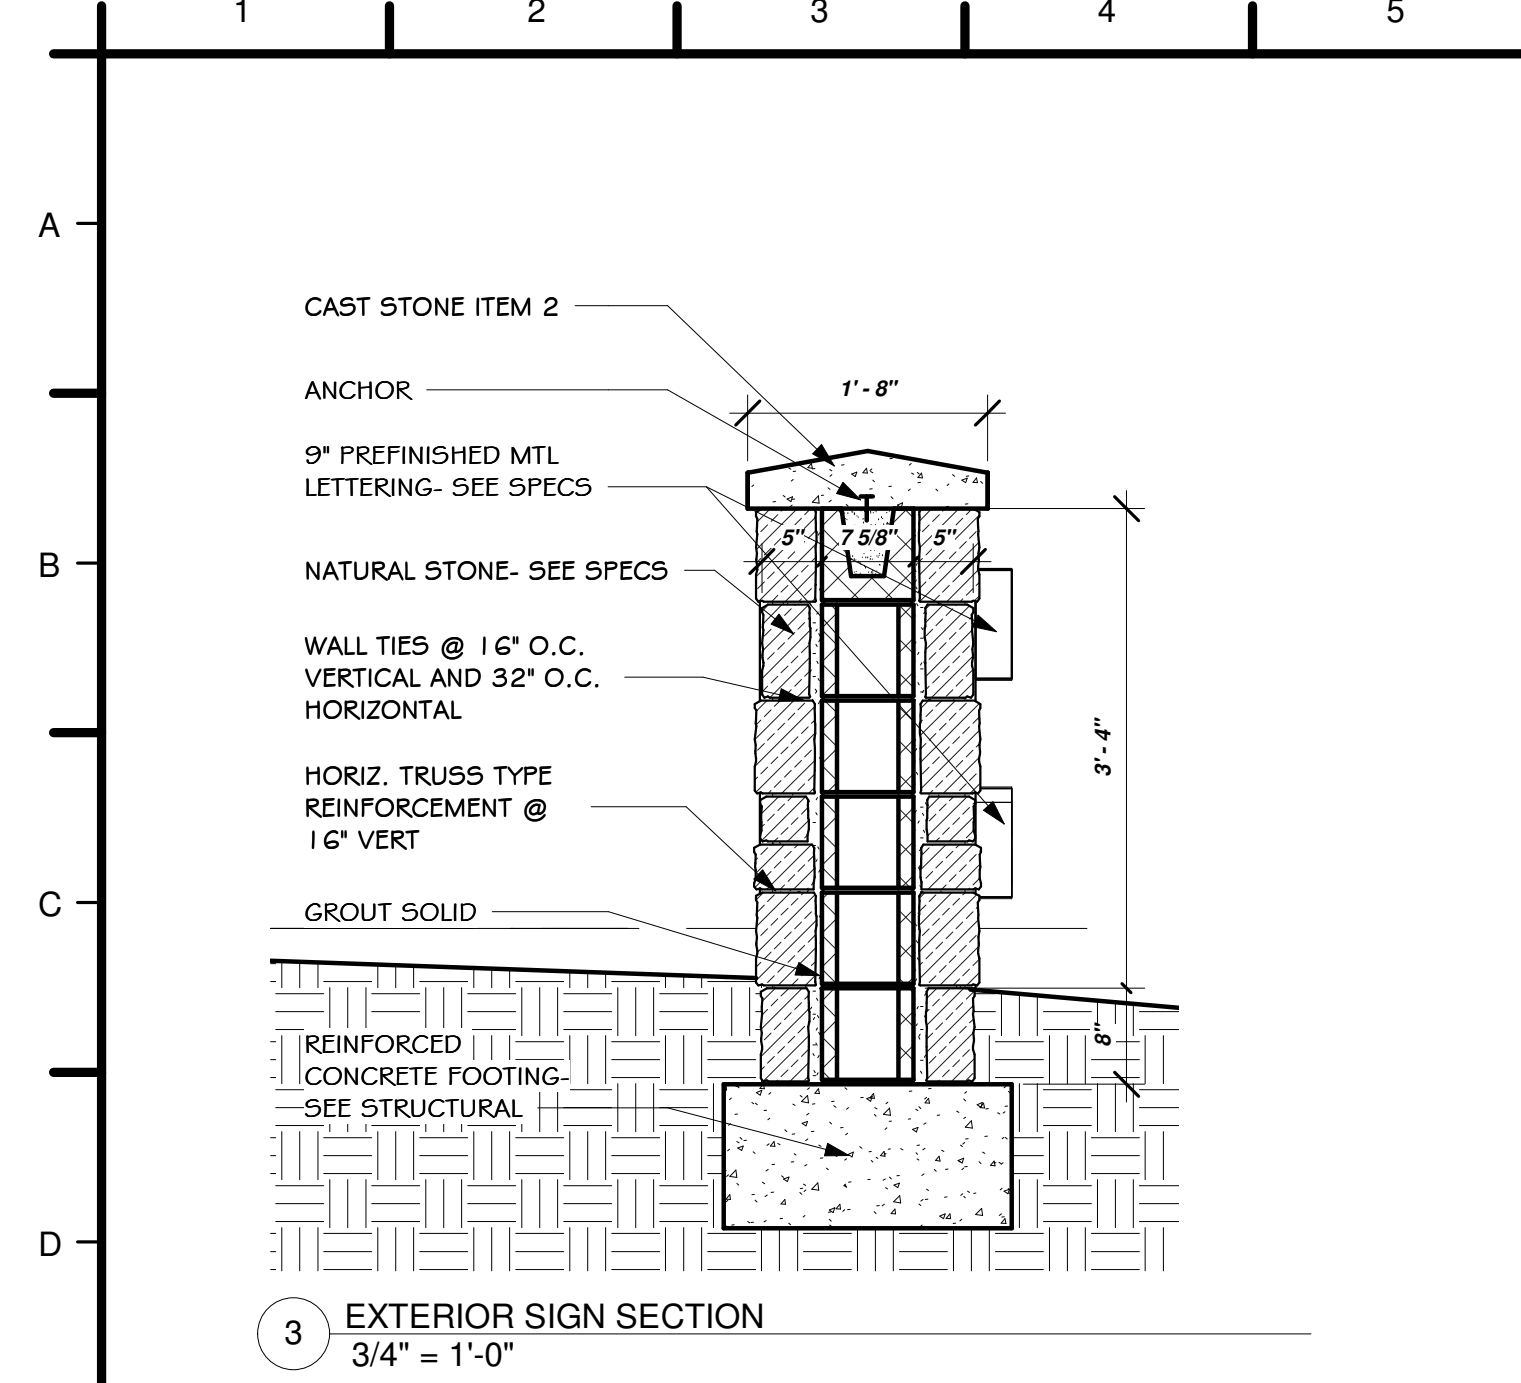 1 2 3 4 5
A
CAST STONE ITEM 2
ANCHOR
1' - 8"
9" PREFINISHED MTL
LETTERING- SEE SPECS
5" 7 5/8" 5"
B
NATURAL STONE- SEE SPECS
WALL TIES @ 16" O.C.
VERTICAL AND 32" O.C.
HORIZONTAL
3' - 4"
HORIZ. TRUSS TYPE
REINFORCEMENT @
16" VERT
C
GROUT SOLID
8"
REINFORCED
CONCRETE FOOTING-
SEE STRUCTURAL
D
3 EXTERIOR SIGN SECTION
3/4" = 1'-0"